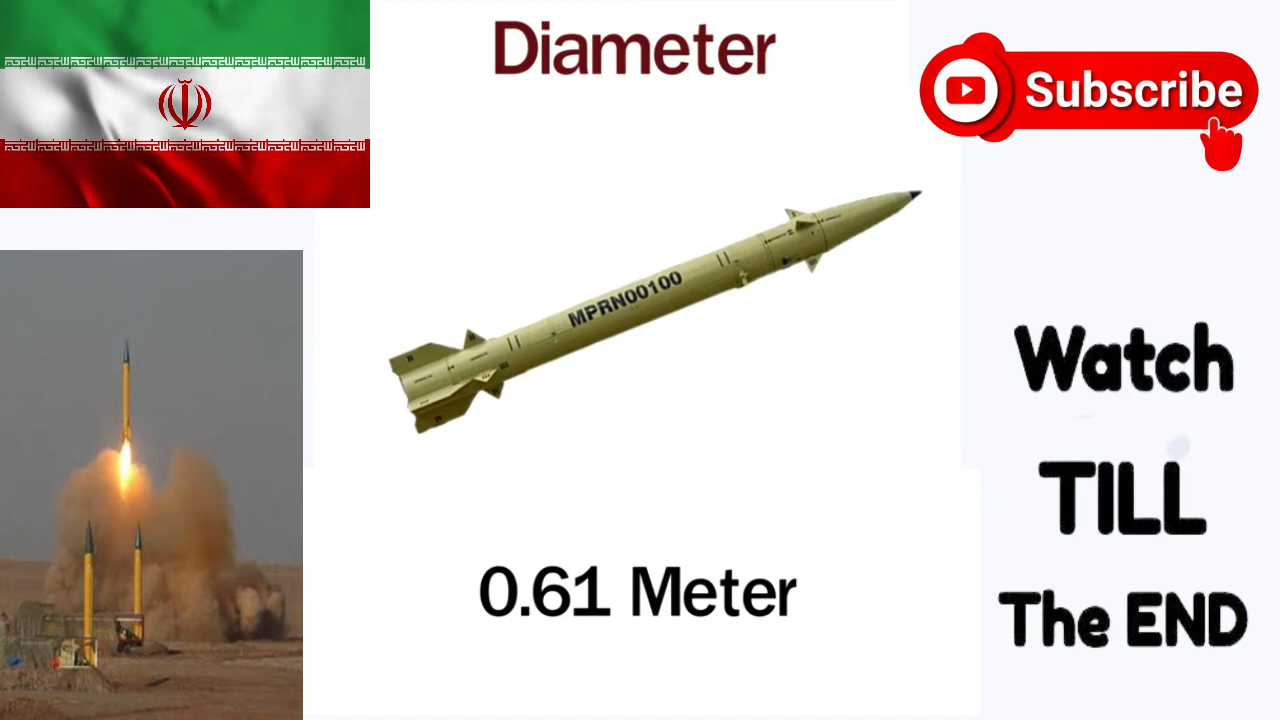 Diameter
Subscribe
MPRN00100
Watch
TILL
The END
0.61 Meter